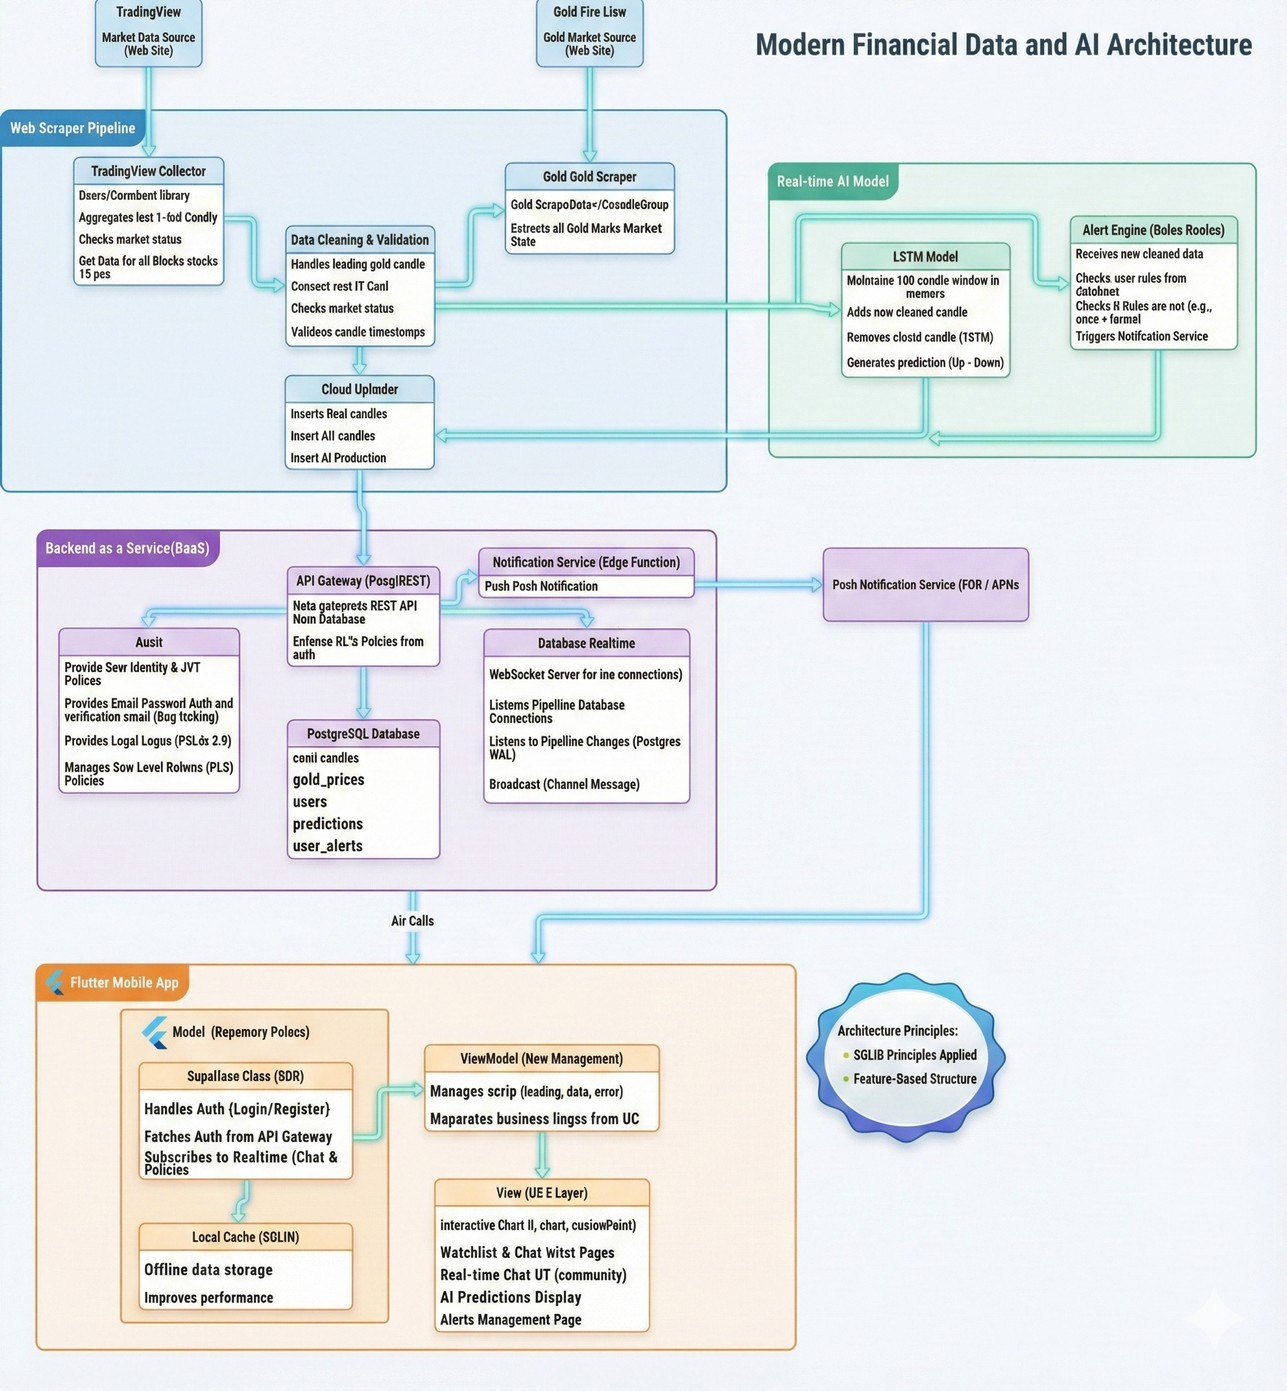 TradingView
Market Data Source
(Web Site)
Gold Fire Lisw
Gold Market Source
(Web Site)
Modern Financial Data and AI Architecture
Web Scraper Pipeline
TradingView Collector
Dsers/Cormbent library
Aggregates lest 1-fod Condly
Checks market status
Get Data for all Blocks stocks
15 pes
Data Cleaning & Validation
Handles leading gold candle
Consect rest IT Canl
Checks market status
Valideos candle timestomps
Gold Gold Scraper
Gold ScrapoData</CosodleGroup
Estreets all Gold Marks Market
State
Cloud Uplmder
Inserts Real candles
Insert All candles
Insert AI Production
Real-time AI Model
LSTM Model
Molntaine 100 condle window in
memers
Adds now cleaned candle
Removes clostd candle (TSTM)
Generates prediction (Up - Down)
Alert Engine (Boles Rooles)
Receives new cleaned data
Checks user rules from
datobnet
Checks R Rules are not (e.g.,
once + formel
Triggers Notifcation Service
Backend as a Service(BaaS)
API Gateway (PosglREST)
Neta gateprets REST API
Noin Database
Enfense RL"s Polcies from
auth
Notification Service (Edge Function)
Push Posh Notification
Posh Notification Service (FOR / APNs
Ausit
Provide Sewr Identity & JVT
Polices
Provides Email Passworl Auth and
verification smail (Bug ttcking)
Provides Logal Logus (PSLos 2.9)
Manages Sow Level Rolwns (PLS)
Policies
PostgreSQL Database
conil candles
gold_prices
users
predictions
user_alerts
Database Realtime
WebSocket Server for ine connections)
Listems Pipelline Database
Connections
Listens to Pipelline Changes (Postgres
WAL)
Broadcast (Channel Message)
Air Calls
Flutter Mobile App
Model (Repemory Polocs)
Supallase Class (BDR)
Handles Auth {Login/Register}
Fatches Auth from API Gateway
Subscribes to Realtime (Chat &
Policies
Local Cache (SGLIN)
Offline data storage
Improves performance
ViewModel (New Management)
Manages scrip (leading, data, error)
Maparates business lingss from UC
View (UE E Layer)
interactive Chart II, chart, cusiowPoint)
Watchlist & Chat Witst Pages
Real-time Chat UT (community)
AI Predictions Display
Alerts Management Page
Architecture Principles:
SGLIB Principles Applied
Feature-Based Structure